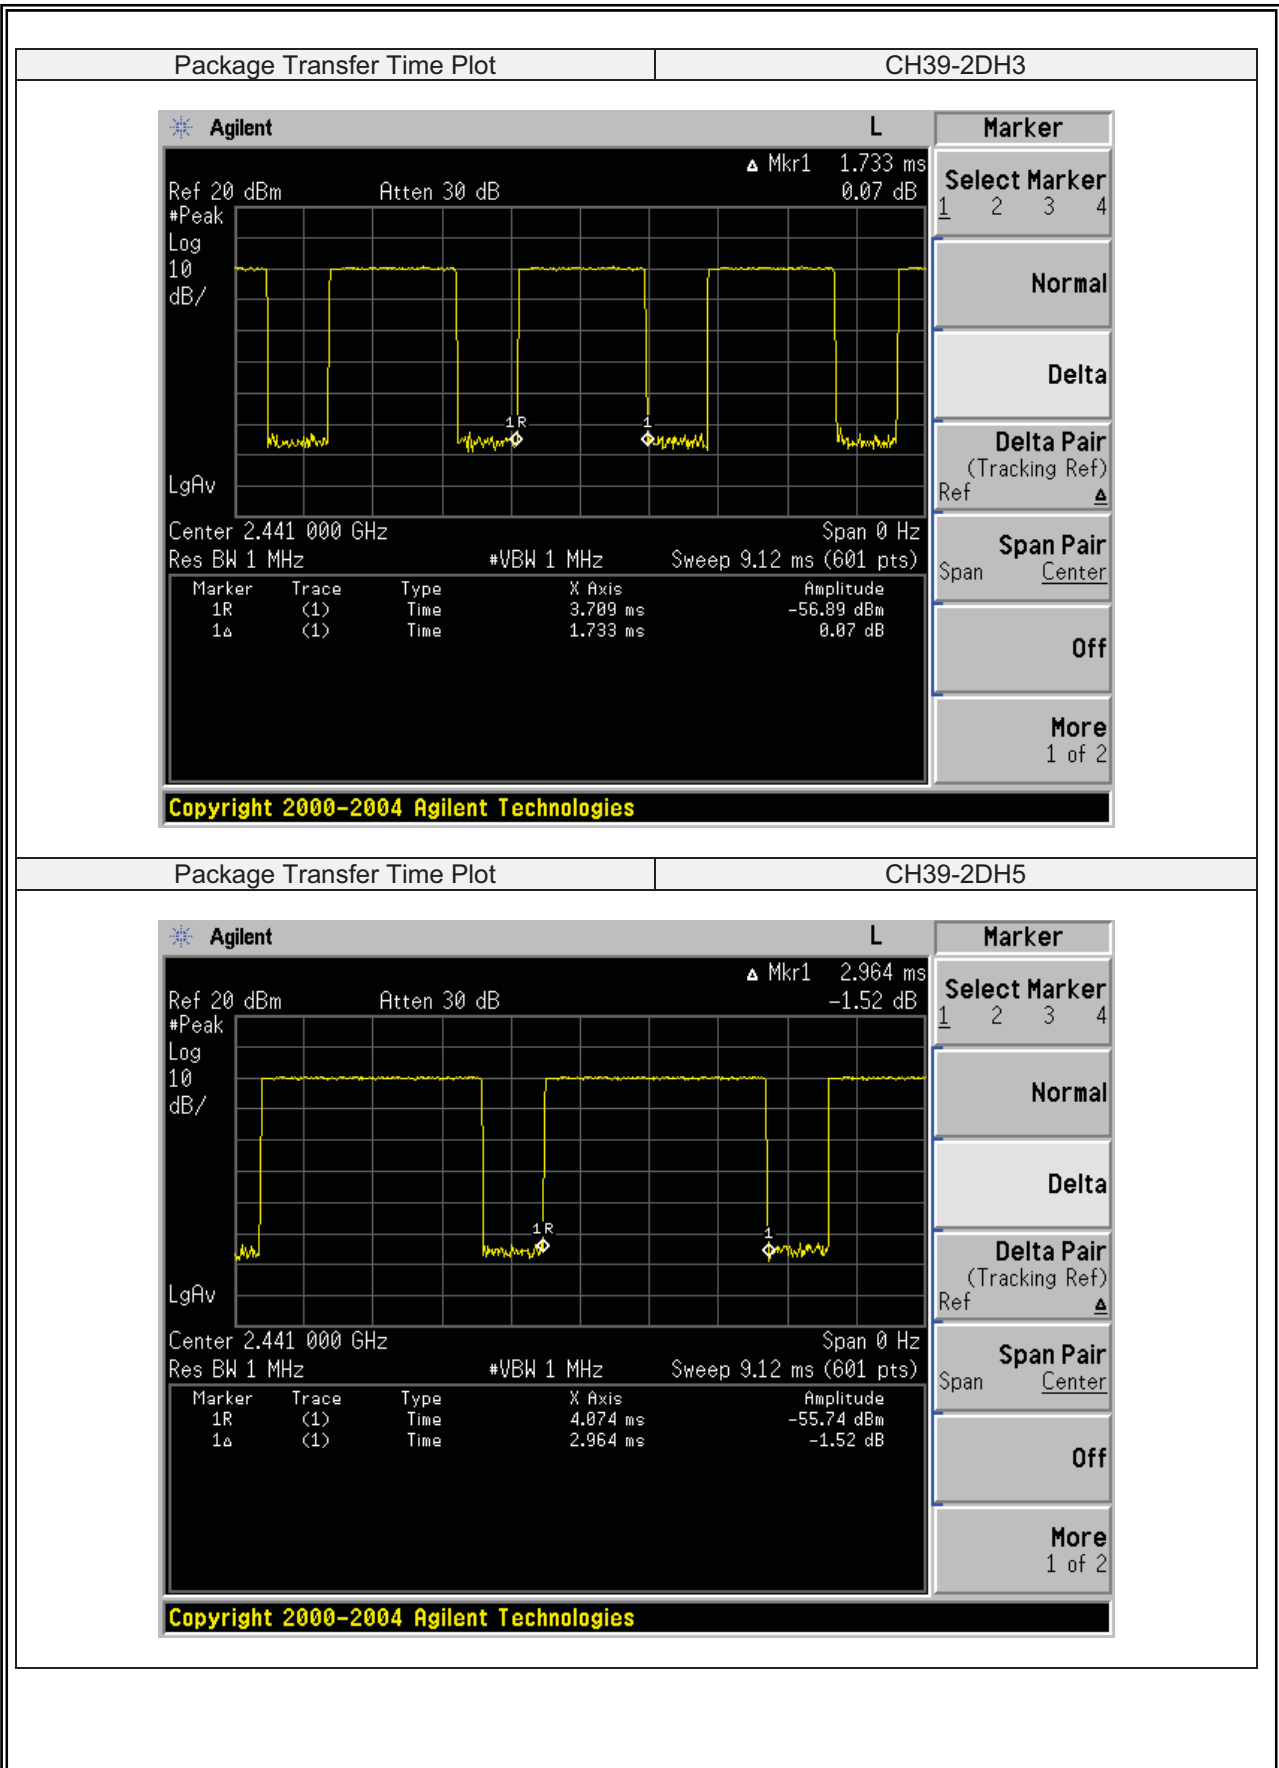 Package Transfer Time Plot CH39-2DH3
Agilent L Marker
Δ Mkr1 1.733 ms
Ref 20 dBm Atten 30 dB 0.07 dB
#Peak
Log
10
dB/
1R 1
LgAv
Center 2.441 000 GHz Span 0 Hz
Res BW 1 MHz #VBW 1 MHz Sweep 9.12 ms (601 pts)
Marker Trace Type X Axis Amplitude
1R (1) Time 3.709 ms -56.89 dBm
1Δ (1) Time 1.733 ms 0.07 dB
Select Marker
1 2 3 4
Normal
Delta
Delta Pair
(Tracking Ref)
Ref Δ
Span Pair
Span Center
Off
More
1 of 2
Copyright 2000-2004 Agilent Technologies
Package Transfer Time Plot CH39-2DH5
Agilent L Marker
Δ Mkr1 2.964 ms
Ref 20 dBm Atten 30 dB -1.52 dB
#Peak
Log
10
dB/
1R 1
LgAv
Center 2.441 000 GHz Span 0 Hz
Res BW 1 MHz #VBW 1 MHz Sweep 9.12 ms (601 pts)
Marker Trace Type X Axis Amplitude
1R (1) Time 4.074 ms -55.74 dBm
1Δ (1) Time 2.964 ms -1.52 dB
Select Marker
1 2 3 4
Normal
Delta
Delta Pair
(Tracking Ref)
Ref Δ
Span Pair
Span Center
Off
More
1 of 2
Copyright 2000-2004 Agilent Technologies